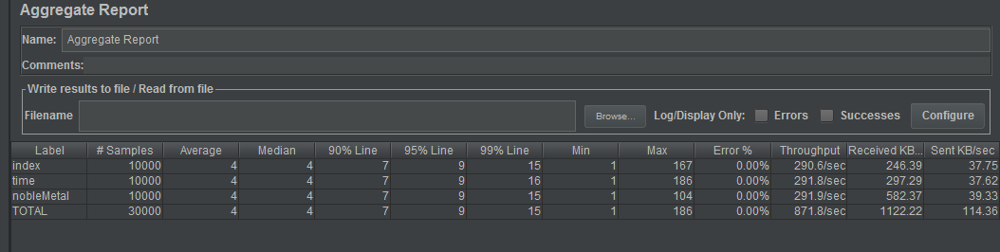 Aggregate Report
Name: Aggregate Report
Comments:
Write results to file / Read from file
Filename Browse... Log/Display Only: Errors Successes Configure
Label # Samples Average Median 90% Line 95% Line 99% Line Min Max Error % Throughput Received KB... Sent KB/sec
index 10000 4 4 7 9 15 1 167 0.00% 290.6/sec 246.39 37.75
time 10000 4 4 7 9 16 1 186 0.00% 291.8/sec 297.29 37.62
nobleMetal 10000 4 4 7 9 15 1 104 0.00% 291.9/sec 582.37 39.33
TOTAL 30000 4 4 7 9 15 1 186 0.00% 871.8/sec 1122.22 114.36